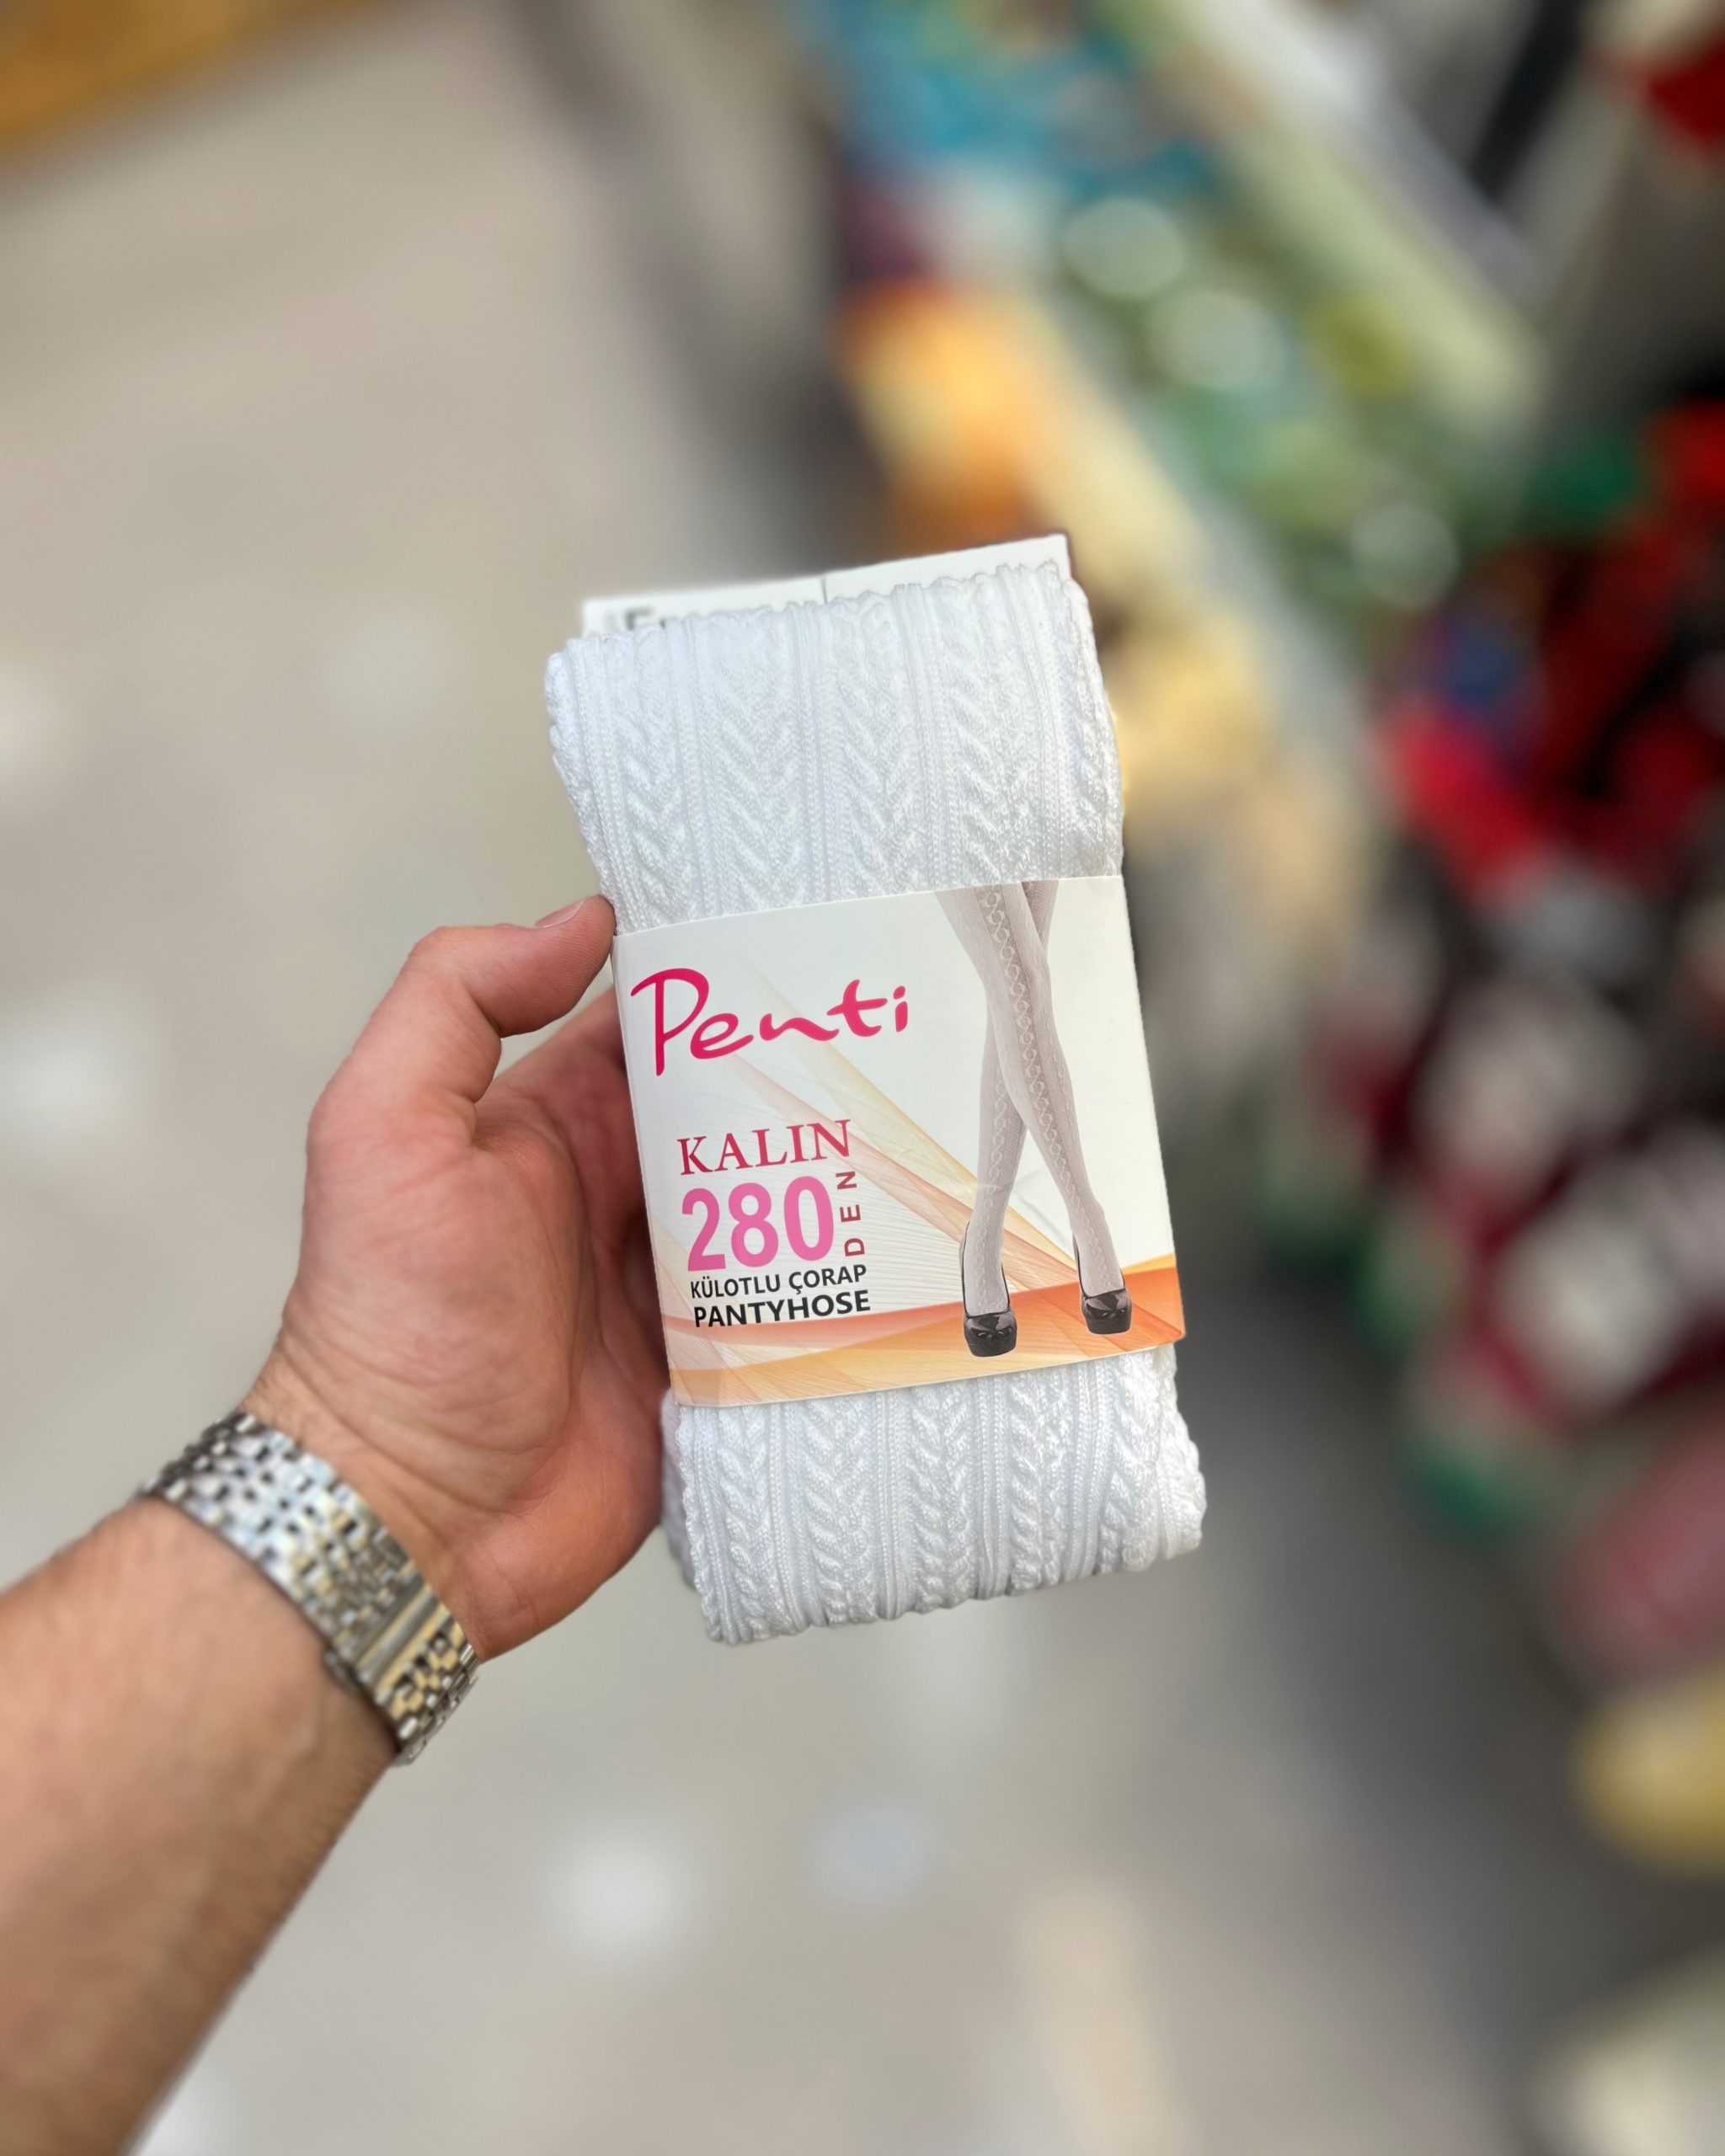 Penti
KALIN
280 DEN
KÜLOTLU ÇORAP
PANTYHOSE